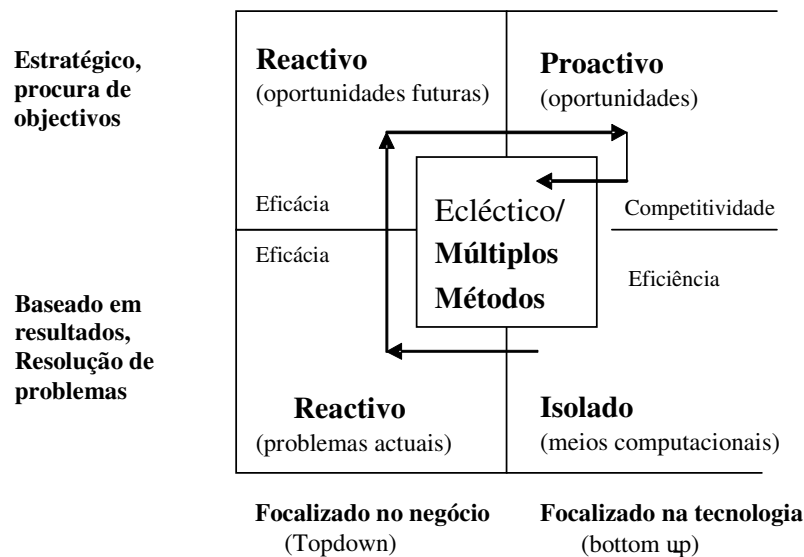 Estratégico,
procura de
objectivos
Reactivo
(oportunidades futuras)
Proactivo
(oportunidades)
Eficácia
Ecléctico/
Múltiplos
Métodos
Competitividade
Eficácia
Eficiência
Baseado em
resultados,
Resolução de
problemas
Reactivo
(problemas actuais)
Isolado
(meios computacionais)
Focalizado no negócio
(Topdown)
Focalizado na tecnologia
(bottom up)